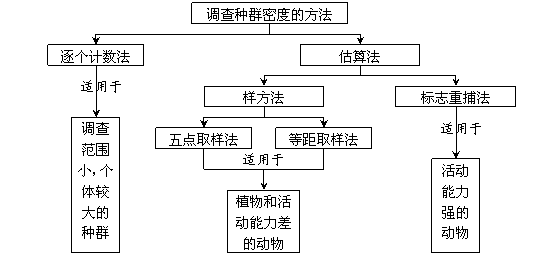 调查种群密度的方法
逐个计数法
估算法
适用于
样方法
标志重捕法
调查
范围
小，个
体较
大的
种群
五点取样法
等距取样法
适用于
适用于
植物和活
动能力差
的动物
活动
能力
强的
动物